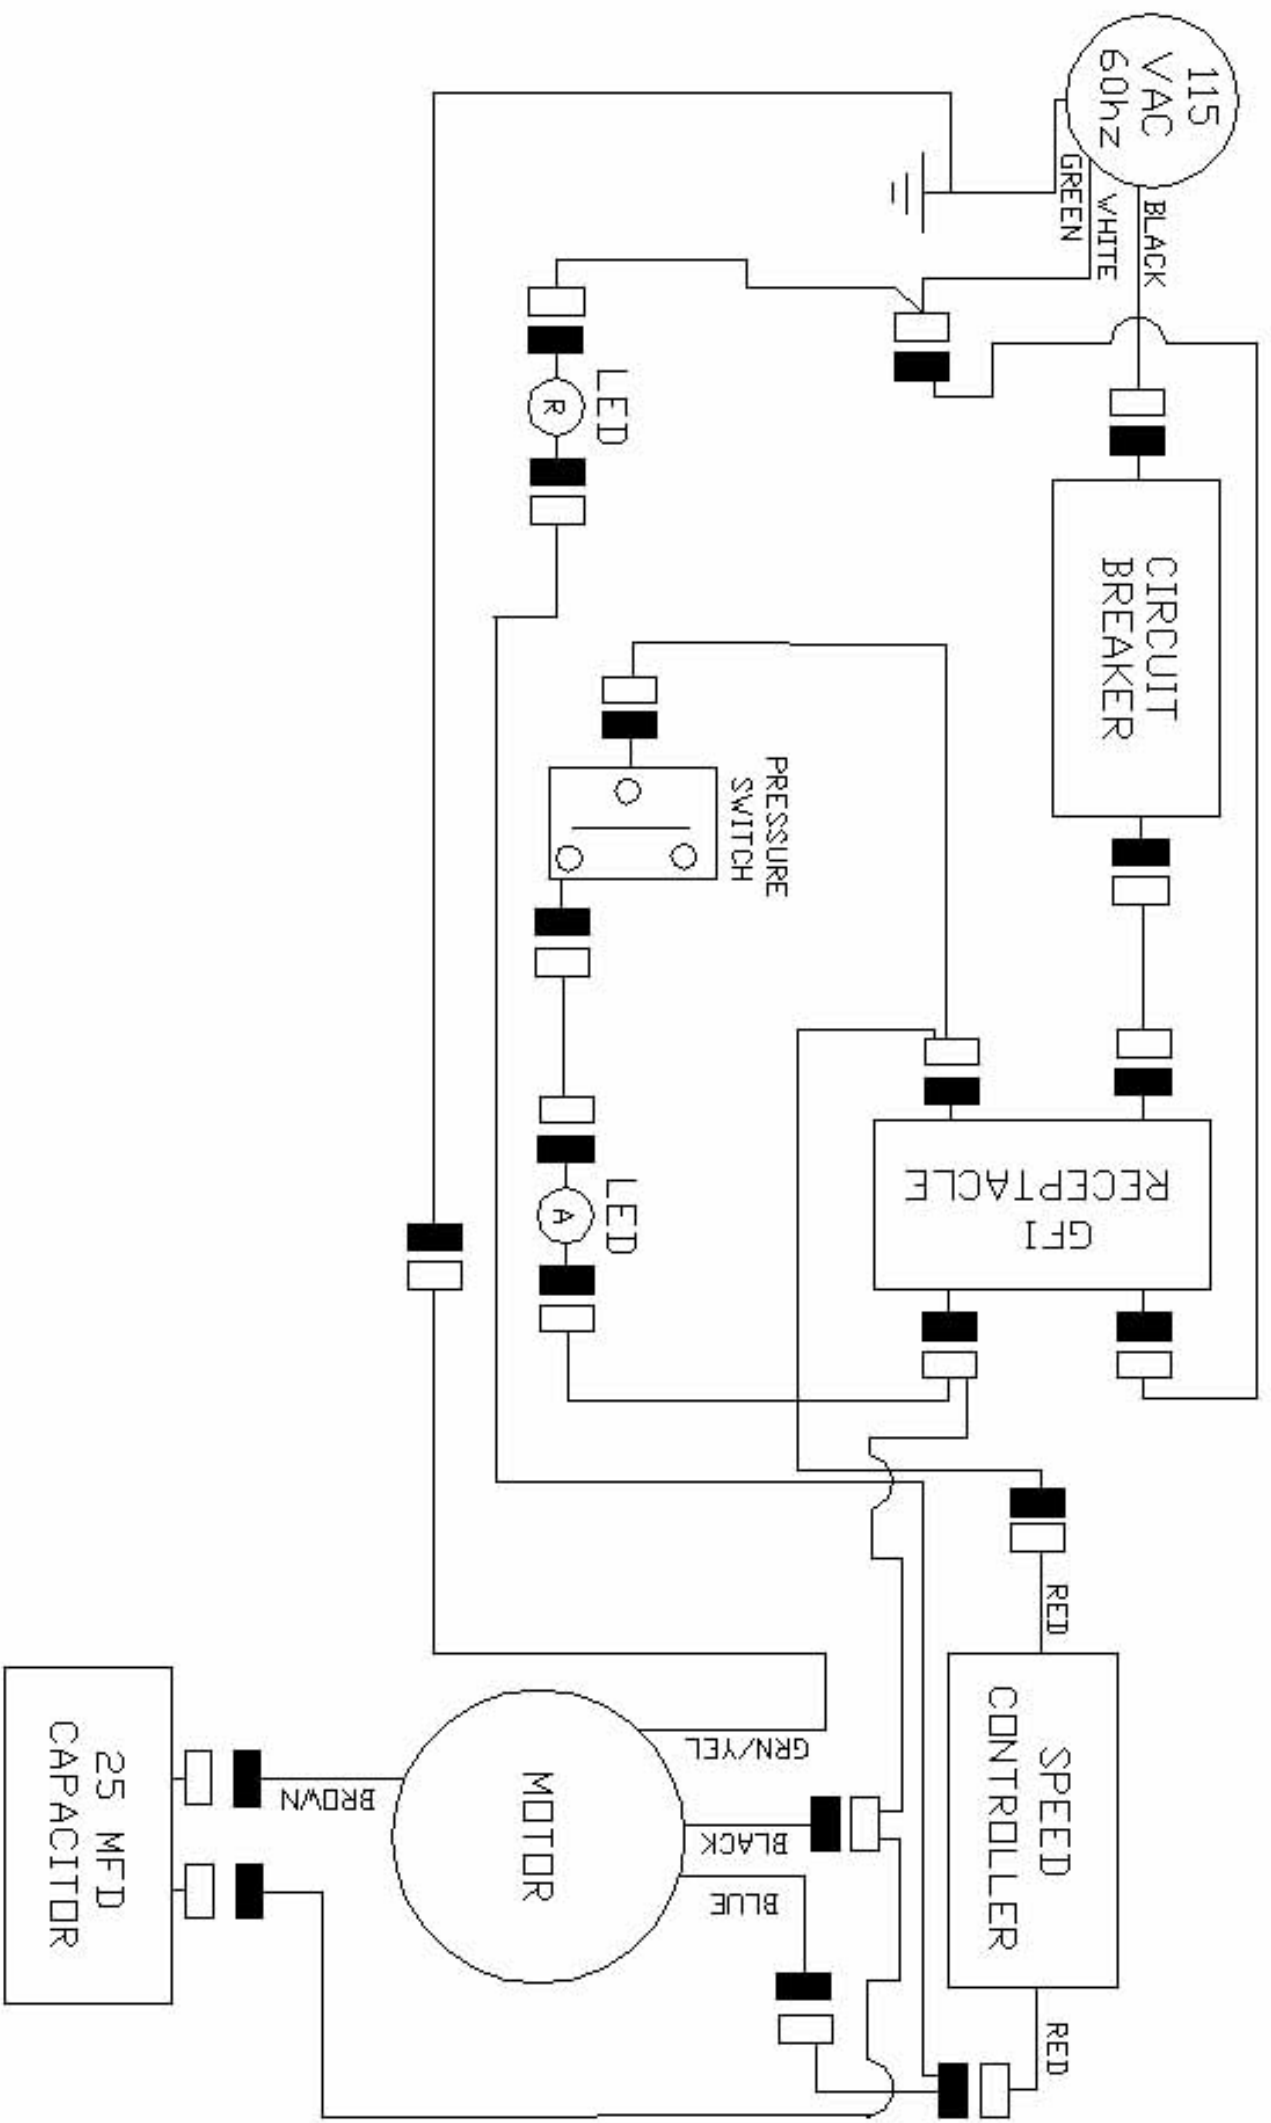 115
VAC
60hz
GREEN
WHITE
BLACK
LED
R
CIRCUIT
BREAKER
PRESSURE
SWITCH
GFI
RECEPTACLE
LED
A
RED
SPEED
CONTROLLER
RED
GRN/YEL
BLACK
BLUE
MOTOR
BROWN
25 MFD
CAPACITOR